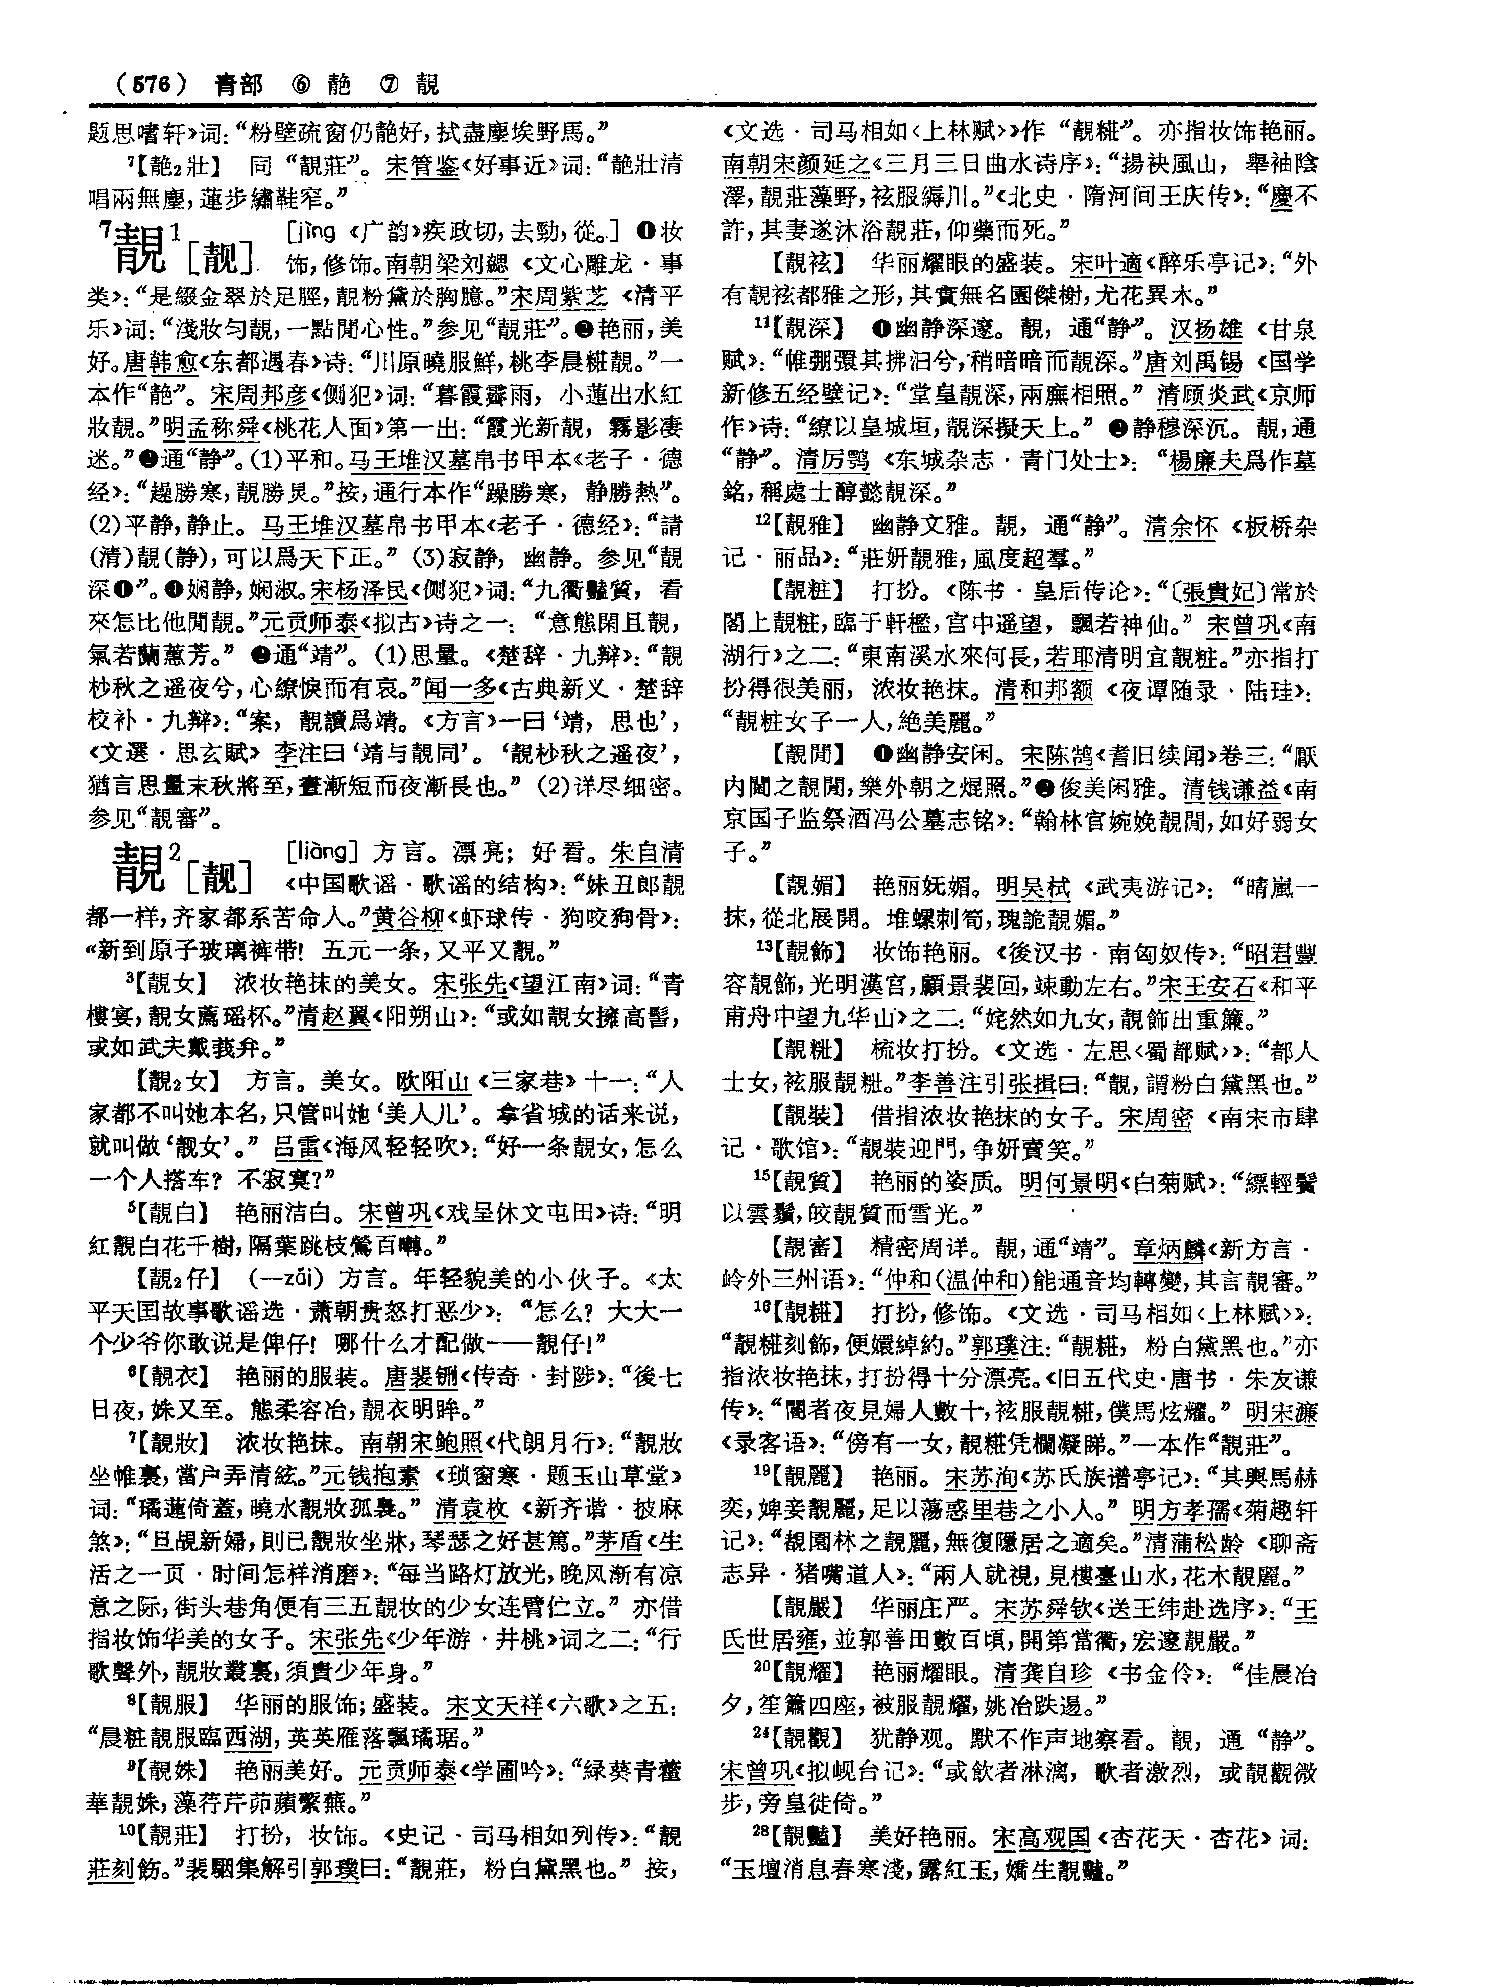 (576) 青部 ⑥ 靘 ⑦ 靚
题思嗜轩》词:“粉壁疏窗仍靘好,拭盡塵埃野馬。”
⁷【靘₂壯】 同“靚莊”。宋管鉴《好事近》词:“靘壯清
唱兩無塵,蓮步繡鞋窄。”
⁷靚¹[靓] [jìng 《广韵》疾政切,去勁,從。] ❶妆
饰,修饰。南朝梁刘勰《文心雕龙·事
类》:“是綴金翠於足脛,靚粉黛於胸臆。”宋周紫芝《清平
乐》词:“淺妝匀靚,一點閒心性。”参见“靚莊”。❷艳丽,美
好。唐韩愈《东都遇春》诗:“川原曉服鮮,桃李晨糚靚。”一
本作“靘”。宋周邦彦《侧犯》词:“暮霞霽雨,小蓮出水紅
妝靚。”明孟称舜《桃花人面》第一出:“霞光新靚,霧影凄
迷。”❸通“静”。(1)平和。马王堆汉墓帛书甲本《老子·德
经》:“趮勝寒,靚勝炅。”按,通行本作“躁勝寒,静勝熱”。
(2)平静,静止。马王堆汉墓帛书甲本《老子·德经》:“請
(清)靚(静),可以爲天下正。”(3)寂静,幽静。参见“靚
深❶”。❹娴静,娴淑。宋杨泽民《侧犯》词:“九衢豔質,看
來怎比他閒靚。”元贡师泰《拟古》诗之一:“意態閑且靚,
氣若蘭蕙芳。”❺通“靖”。(1)思量。《楚辞·九辩》:“靚
杪秋之遥夜兮,心繚悷而有哀。”闻一多《古典新义·楚辞
校补·九辩》:“案,靚讀爲靖。《方言》一曰‘靖,思也’,
《文選·思玄賦》李注曰‘靖与靚同’。‘靚杪秋之遥夜’,
猶言思量末秋將至,晝漸短而夜漸長也。”(2)详尽细密。
参见“靚審”。
靚²[靓] [liàng] 方言。漂亮;好看。朱自清
《中国歌谣·歌谣的结构》:“妹丑郎靓
都一样,齐家都系苦命人。”黄谷柳《虾球传·狗咬狗骨》:
“新到原子玻璃裤带!五元一条,又平又靓。”
³【靚女】 浓妆艳抹的美女。宋张先《望江南》词:“青
樓宴,靚女薦瑶杯。”清赵翼《阳朔山》:“或如靚女擁高髻,
或如武夫戴莪弁。”
【靚₂女】 方言。美女。欧阳山《三家巷》十一:“人
家都不叫她本名,只管叫她‘美人儿’。拿省城的话来说,
就叫做‘靓女’。”吕雷《海风轻轻吹》:“好一条靓女,怎么
一个人搭车?不寂寞?”
⁵【靚白】 艳丽洁白。宋曾巩《戏呈休文屯田》诗:“明
紅靚白花千樹,隔葉跳枝鶯百囀。”
【靚₂仔】 (—zǎi) 方言。年轻貌美的小伙子。《太
平天国故事歌谣选·萧朝贵怒打恶少》:“怎么?大大一
个少爷你敢说是俾仔!哪什么才配做——靓仔!”
⁶【靚衣】 艳丽的服装。唐裴铏《传奇·封陟》:“後七
日夜,姝又至。態柔容冶,靚衣明眸。”
⁷【靚妝】 浓妆艳抹。南朝宋鲍照《代朗月行》:“靚妝
坐帷裏,當户弄清絃。”元钱抱素《琐窗寒·题玉山草堂》
词:“璚蓮倚蓋,曉水靚妝孤裊。”清袁枚《新齐谐·披麻
煞》:“旦覘新婦,則已靚妝坐牀,琴瑟之好甚篤。”茅盾《生
活之一页·时间怎样消磨》:“每当路灯放光,晚风渐有凉
意之际,街头巷角便有三五靓妆的少女连臂伫立。”亦借
指妆饰华美的女子。宋张先《少年游·井桃》词之二:“行
歌聲外,靚妝叢裏,須貴少年身。”
⁸【靚服】 华丽的服饰;盛装。宋文天祥《六歌》之五:
“晨粧靚服臨西湖,英英雁落飄璚琚。”
⁹【靚姝】 艳丽美好。元贡师泰《学圃吟》:“緑葵青虀
華靚姝,藻荇芹茆蘋蘩蕪。”
¹⁰【靚莊】 打扮,妆饰。《史记·司马相如列传》:“靚
莊刻飭。”裴駰集解引郭璞曰:“靚莊,粉白黛黑也。”按,
《文选·司马相如〈上林赋〉》作“靚糚”。亦指妆饰艳丽。
南朝宋颜延之《三月三日曲水诗序》:“揚袂風山,舉袖陰
澤,靚莊藻野,袨服縟川。”《北史·隋河间王庆传》:“慶不
許,其妻遂沐浴靚莊,仰藥而死。”
【靚袨】 华丽耀眼的盛装。宋叶適《醉乐亭记》:“外
有靚袨都雅之形,其實無名園傑榭,尤花異木。”
¹¹【靚深】 ❶幽静深邃。靚,通“静”。汉扬雄《甘泉
赋》:“帷弸彋其拂汩兮,稍暗暗而靚深。”唐刘禹锡《国学
新修五经壁记》:“堂皇靚深,兩廡相照。”清顾炎武《京师
作》诗:“繚以皇城垣,靚深擬天上。”❷静穆深沉。靚,通
“静”。清厉鹗《东城杂志·青门处士》:“楊廉夫爲作墓
銘,稱處士醇懿靚深。”
¹²【靚雅】 幽静文雅。靚,通“静”。清余怀《板桥杂
记·丽品》:“莊妍靚雅,風度超羣。”
【靚粧】 打扮。《陈书·皇后传论》:“〔張貴妃〕常於
閣上靚粧,臨于軒檻,宫中遥望,飄若神仙。”宋曾巩《南
湖行》之二:“東南溪水來何長,若耶清明宜靚粧。”亦指打
扮得很美丽,浓妆艳抹。清和邦额《夜谭随录·陆珪》:
“靚粧女子一人,絶美麗。”
【靚閒】 ❶幽静安闲。宋陈鹄《耆旧续闻》卷三:“厭
内閫之靚閒,樂外朝之焜照。”❷俊美闲雅。清钱谦益《南
京国子监祭酒冯公墓志铭》:“翰林官婉娩靚閒,如好弱女
子。”
【靚媚】 艳丽妩媚。明吴栻《武夷游记》:“晴嵐一
抹,從北展開。堆螺刺筍,瑰詭靚媚。”
¹³【靚飾】 妆饰艳丽。《後汉书·南匈奴传》:“昭君豐
容靚飾,光明漢宫,顧景裴回,竦動左右。”宋王安石《和平
甫舟中望九华山》之二:“姹然如九女,靚飾出重簾。”
【靚粃】 梳妆打扮。《文选·左思〈蜀都赋〉》:“都人
士女,袨服靚粃。”李善注引张揖曰:“靚,謂粉白黛黑也。”
【靚裝】 借指浓妆艳抹的女子。宋周密《南宋市肆
记·歌馆》:“靚裝迎門,争妍賣笑。”
¹⁵【靚質】 艳丽的姿质。明何景明《白菊赋》:“縹輕鬢
以雲鬚,皎靚質而雪光。”
【靚審】 精密周详。靚,通“靖”。章炳麟《新方言·
岭外三州语》:“仲和(温仲和)能通音均轉變,其言靚審。”
¹⁶【靚糚】 打扮,修饰。《文选·司马相如〈上林赋〉》:
“靚糚刻飾,便嬛綽約。”郭璞注:“靚糚,粉白黛黑也。”亦
指浓妆艳抹,打扮得十分漂亮。《旧五代史·唐书·朱友谦
传》:“閽者夜見婦人數十,袨服靚糚,僕馬炫耀。”明宋濂
《录客语》:“傍有一女,靚糚凭欄凝睇。”一本作“靚莊”。
¹⁹【靚麗】 艳丽。宋苏洵《苏氏族谱亭记》:“其輿馬赫
奕,婢妾靚麗,足以蕩惑里巷之小人。”明方孝孺《菊趣轩
记》:“覩園林之靚麗,無復隱居之適矣。”清蒲松龄《聊斋
志异·猪嘴道人》:“兩人就視,見樓臺山水,花木靚麗。”
【靚嚴】 华丽庄严。宋苏舜钦《送王纬赴选序》:“王
氏世居雍,並郭善田數百頃,開第當衢,宏邃靚嚴。”
²⁰【靚耀】 艳丽耀眼。清龚自珍《书金伶》:“佳晨冶
夕,笙簫四座,被服靚耀,姚冶跌逿。”
²⁴【靚觀】 犹静观。默不作声地察看。靚,通“静”。
宋曾巩《拟岘台记》:“或飲者淋漓,歌者激烈,或靚觀微
步,旁皇徙倚。”
²⁸【靚豔】 美好艳丽。宋高观国《杏花天·杏花》词:
“玉壇消息春寒淺,露紅玉,嬌生靚豔。”